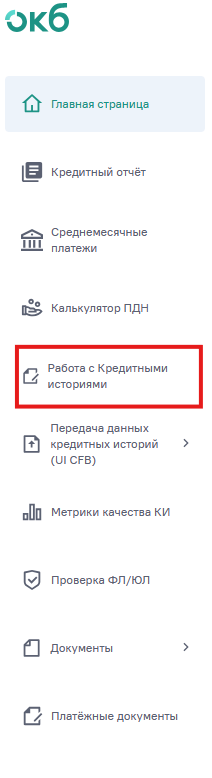 окб
Главная страница
Кредитный отчёт
Среднемесячные
платежи
Калькулятор ПДН
Работа с Кредитными
историями
Передача данных
кредитных историй
(UI CFB)
Метрики качества КИ
Проверка ФЛ/ЮЛ
Документы
Платёжные документы